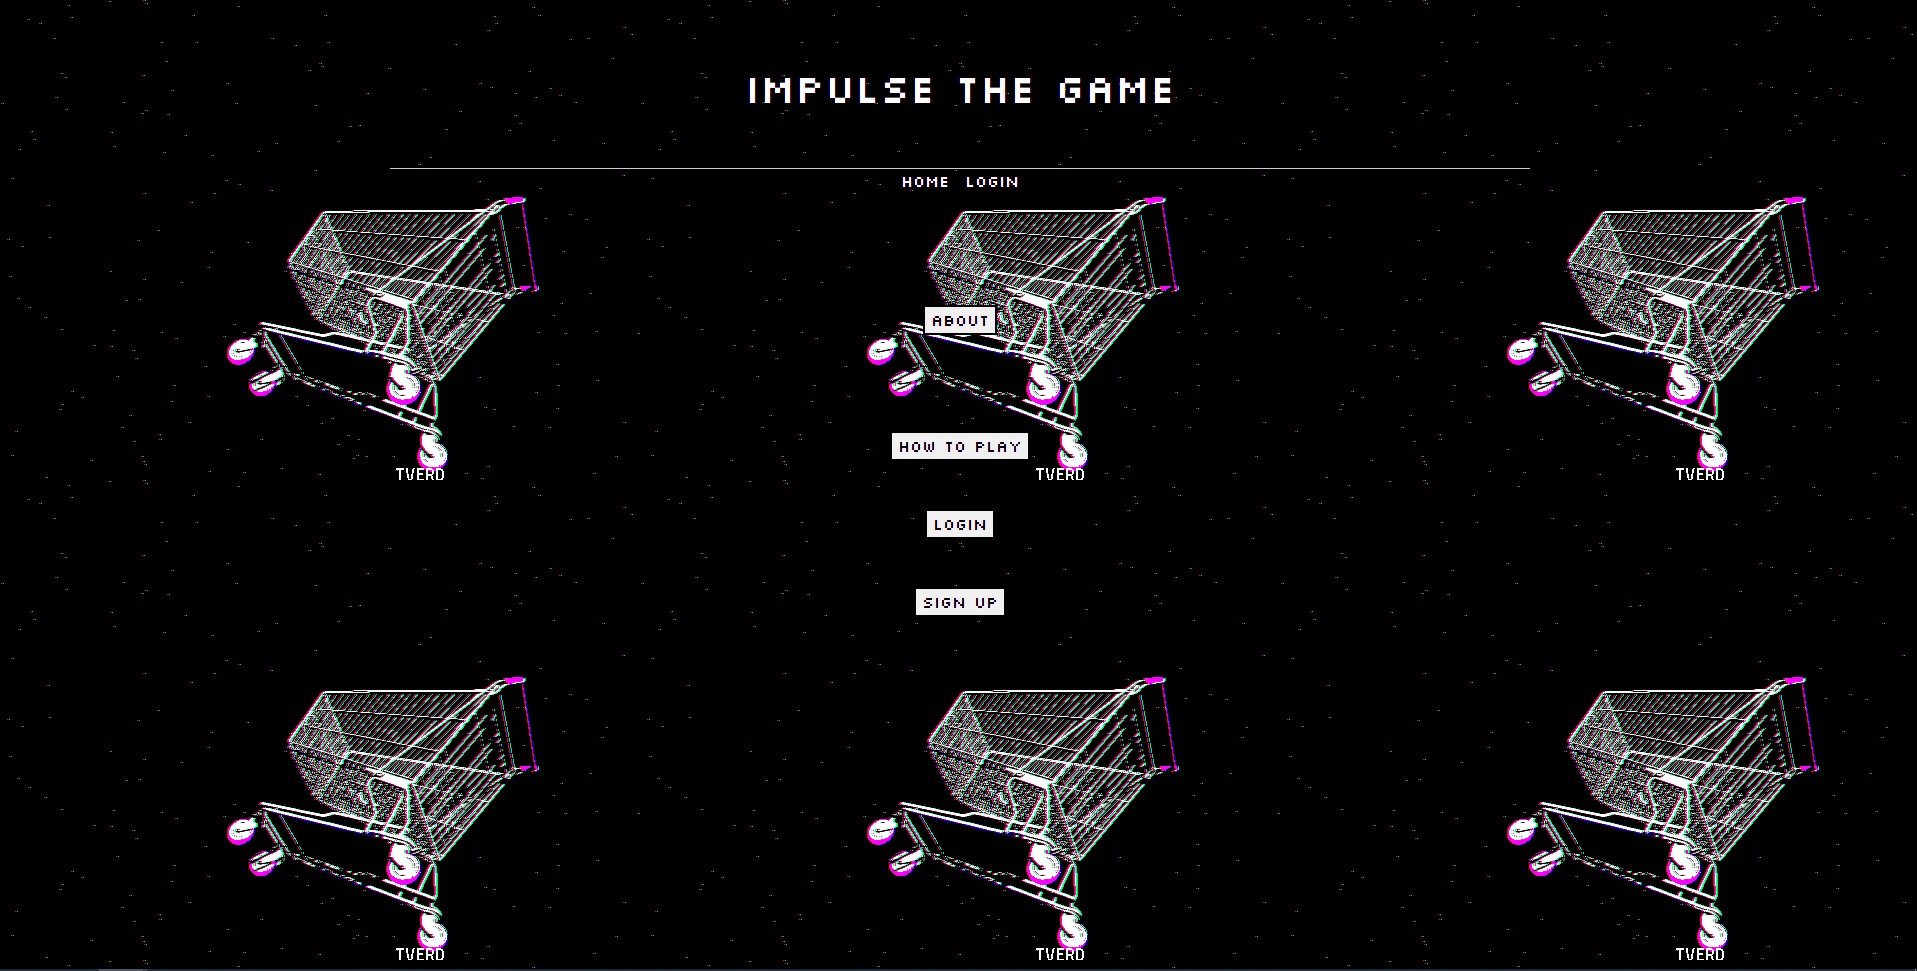 IMPULSE THE GAME
HOME LOGIN
ABOUT
HOW TO PLAY
TVERD TVERD TVERD
LOGIN
SIGN UP
TVERD TVERD TVERD